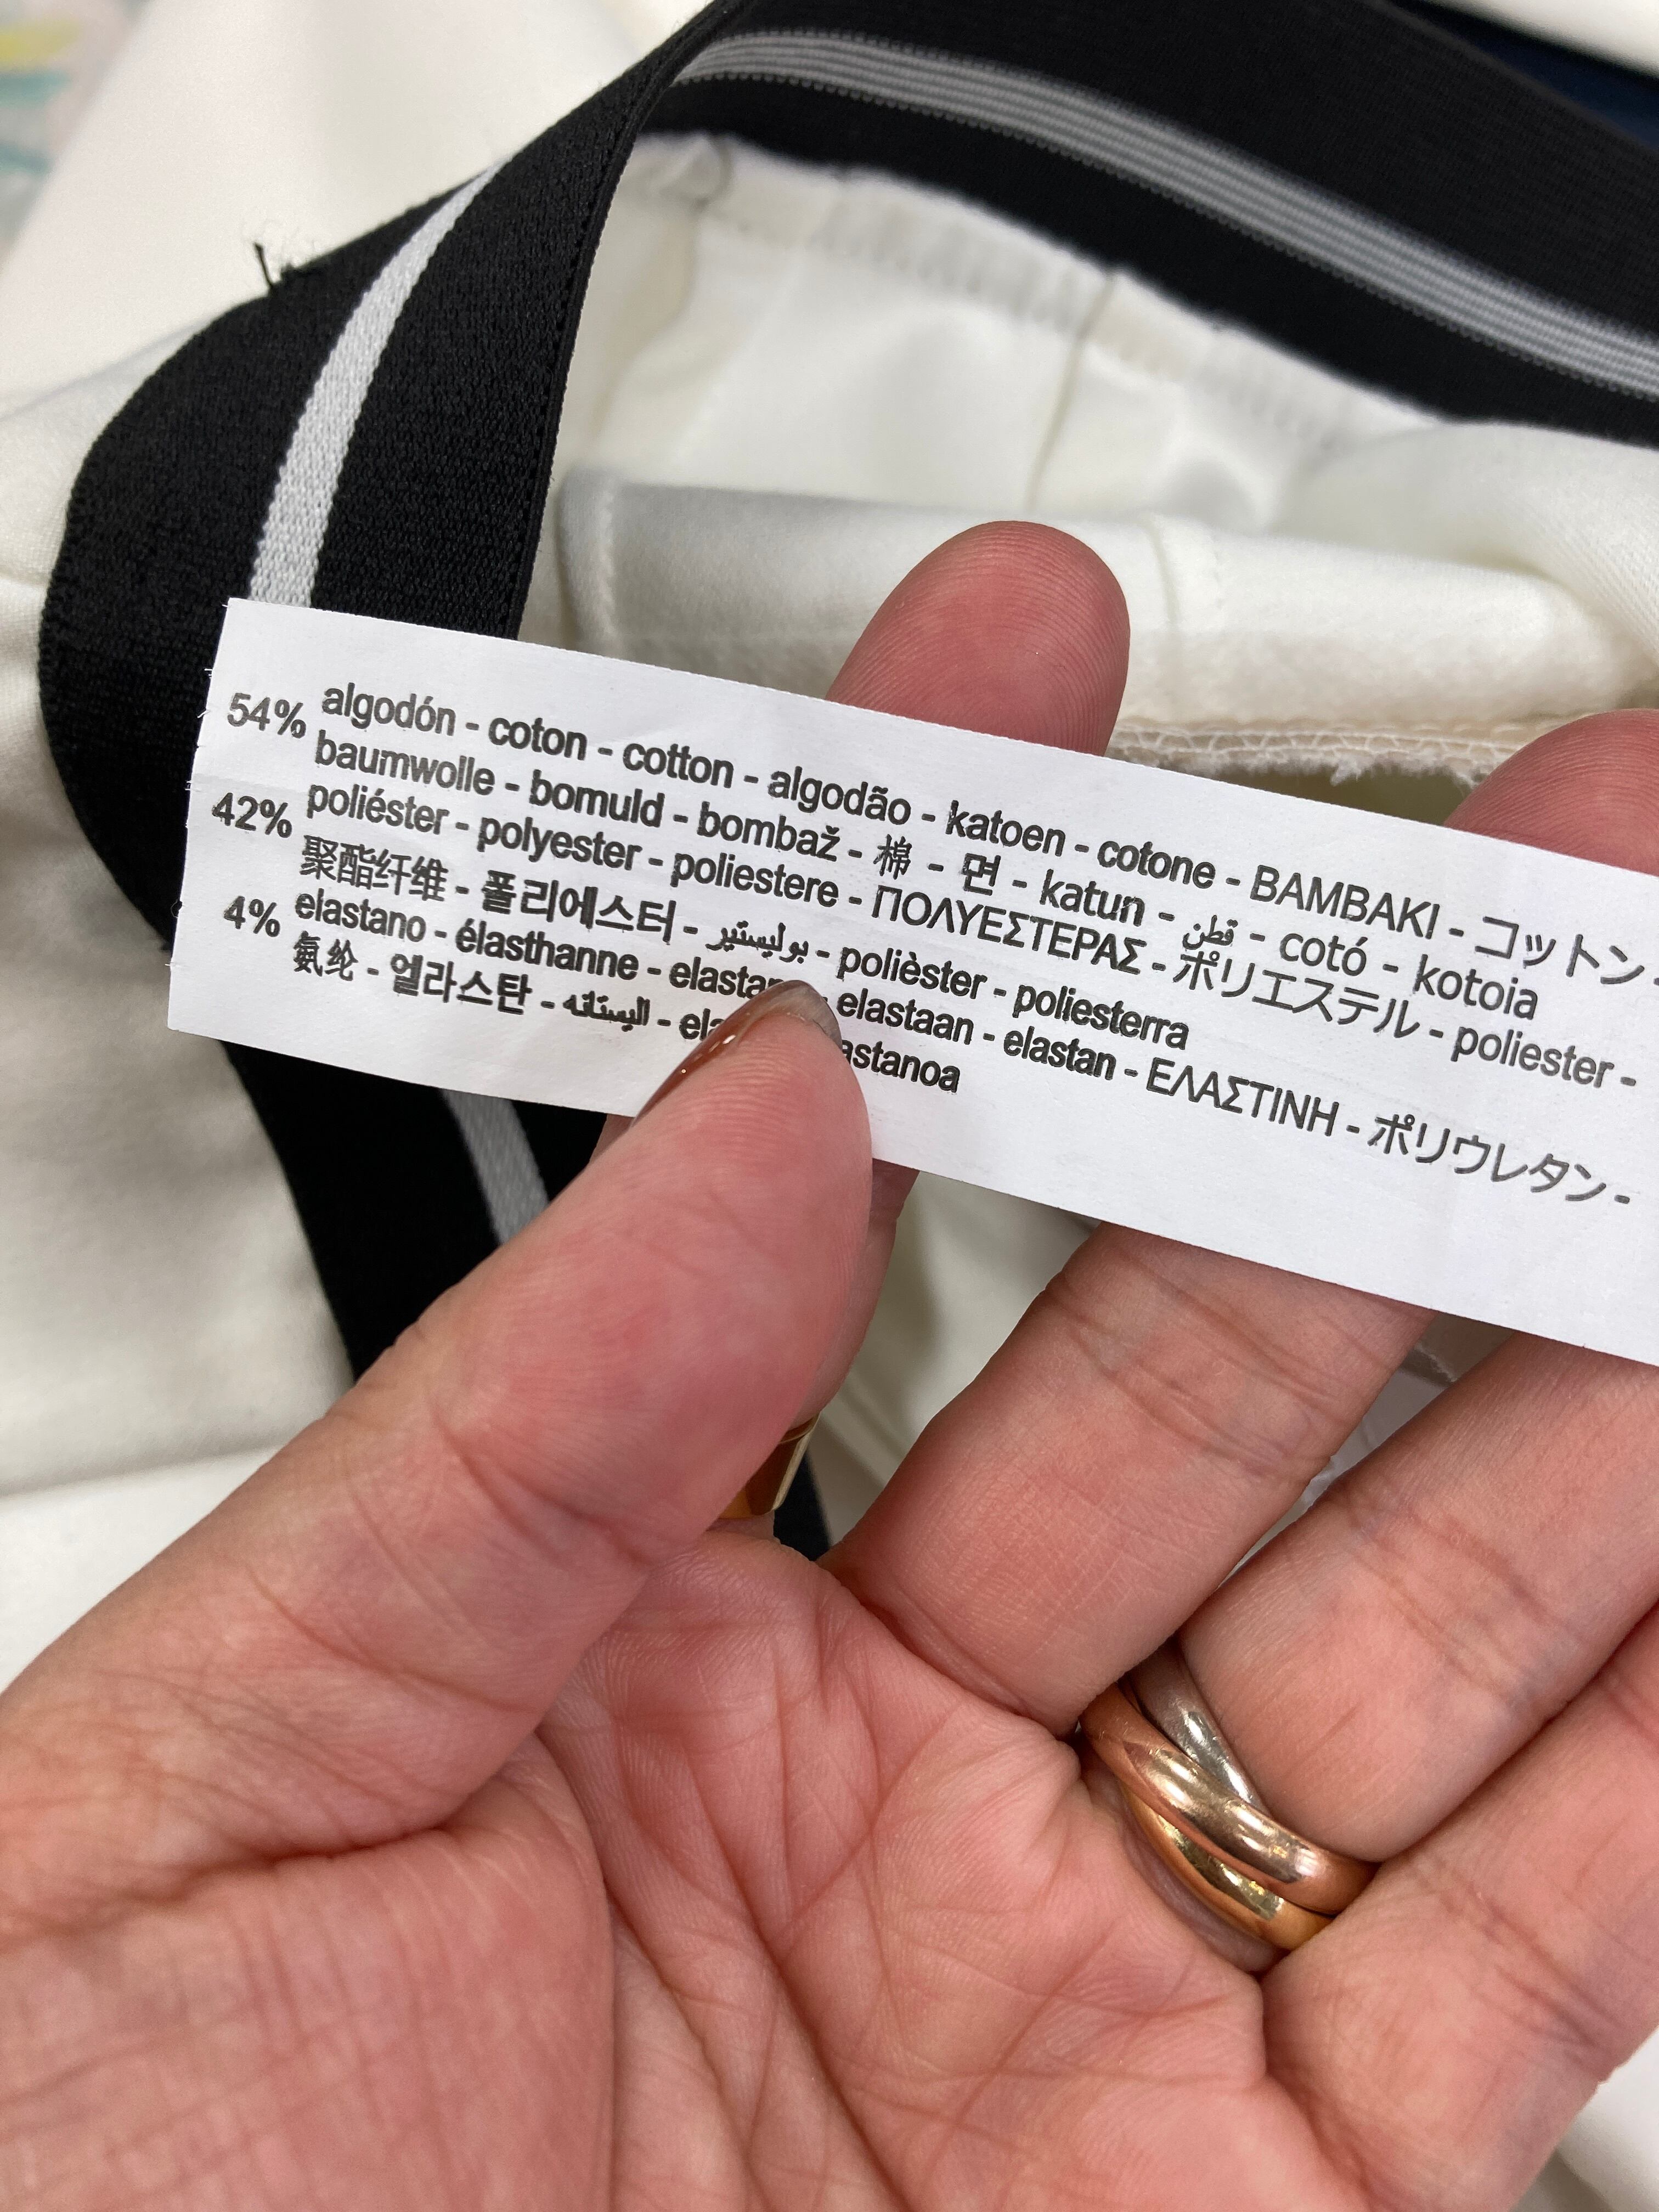 54% algodón - coton - cotton - algodão - katoen - cotone - BAMBAKI - コットン -
baumwolle - bomuld - bombaž - 棉 - 면 - katun - قطن - cotó - kotoia
42% poliéster - polyester - poliestere - ΠΟΛΥΕΣΤΕΡΑΣ - ポリエステル - poliester -
聚酯纤维 - 폴리에스터 - بوليستير - polièster - poliesterra
4% elastano - élasthanne - elastaan - elastan - ΕΛΑΣΤΙΝΗ - ポリウレタン -
氨纶 - 엘라스탄 - اليستانه -